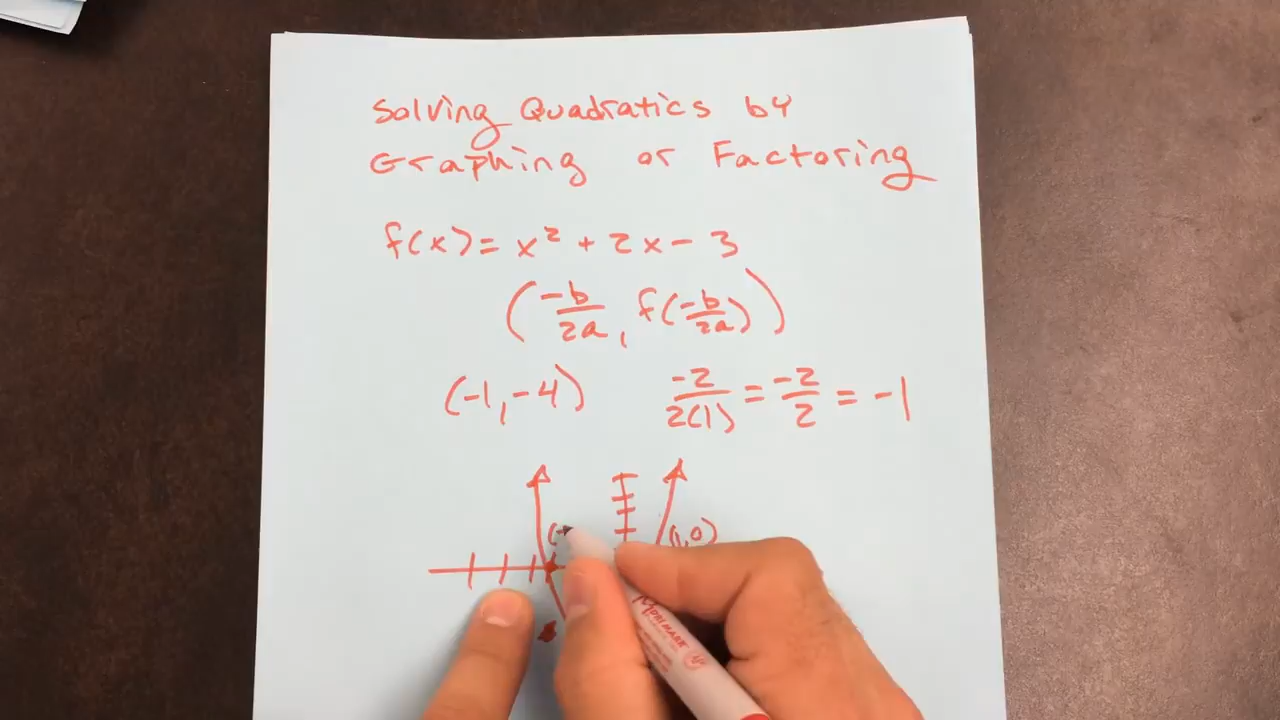 Solving Quadratics by
Graphing or Factoring
f(x) = x² + 2x - 3
(-b/2a, f(-b/2a))
(-1, -4) -2/2(1) = -2/2 = -1
(- (1,0)